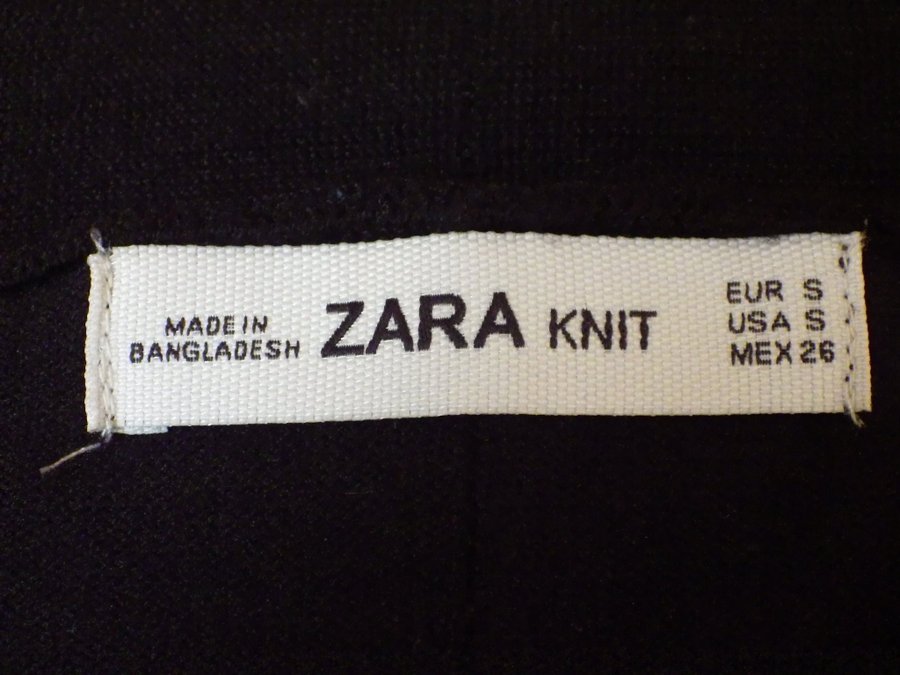 MADE IN
BANGLADESH
ZARA KNIT
EUR S
USA S
MEX 26